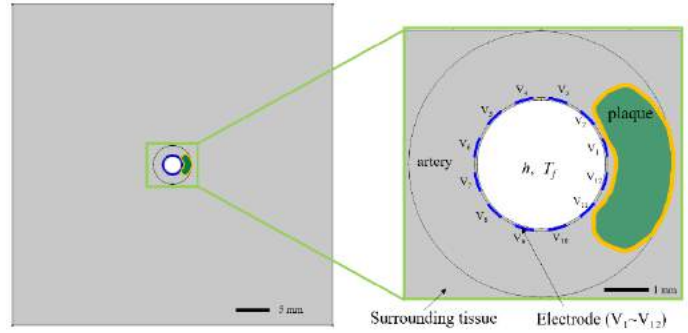 V4 V3
V5 V2
plaque
V6 V1
artery h, Tf
V7 V12
V8 V11
V9 V10
5 mm 1 mm
Surrounding tissue Electrode (V1~V12)